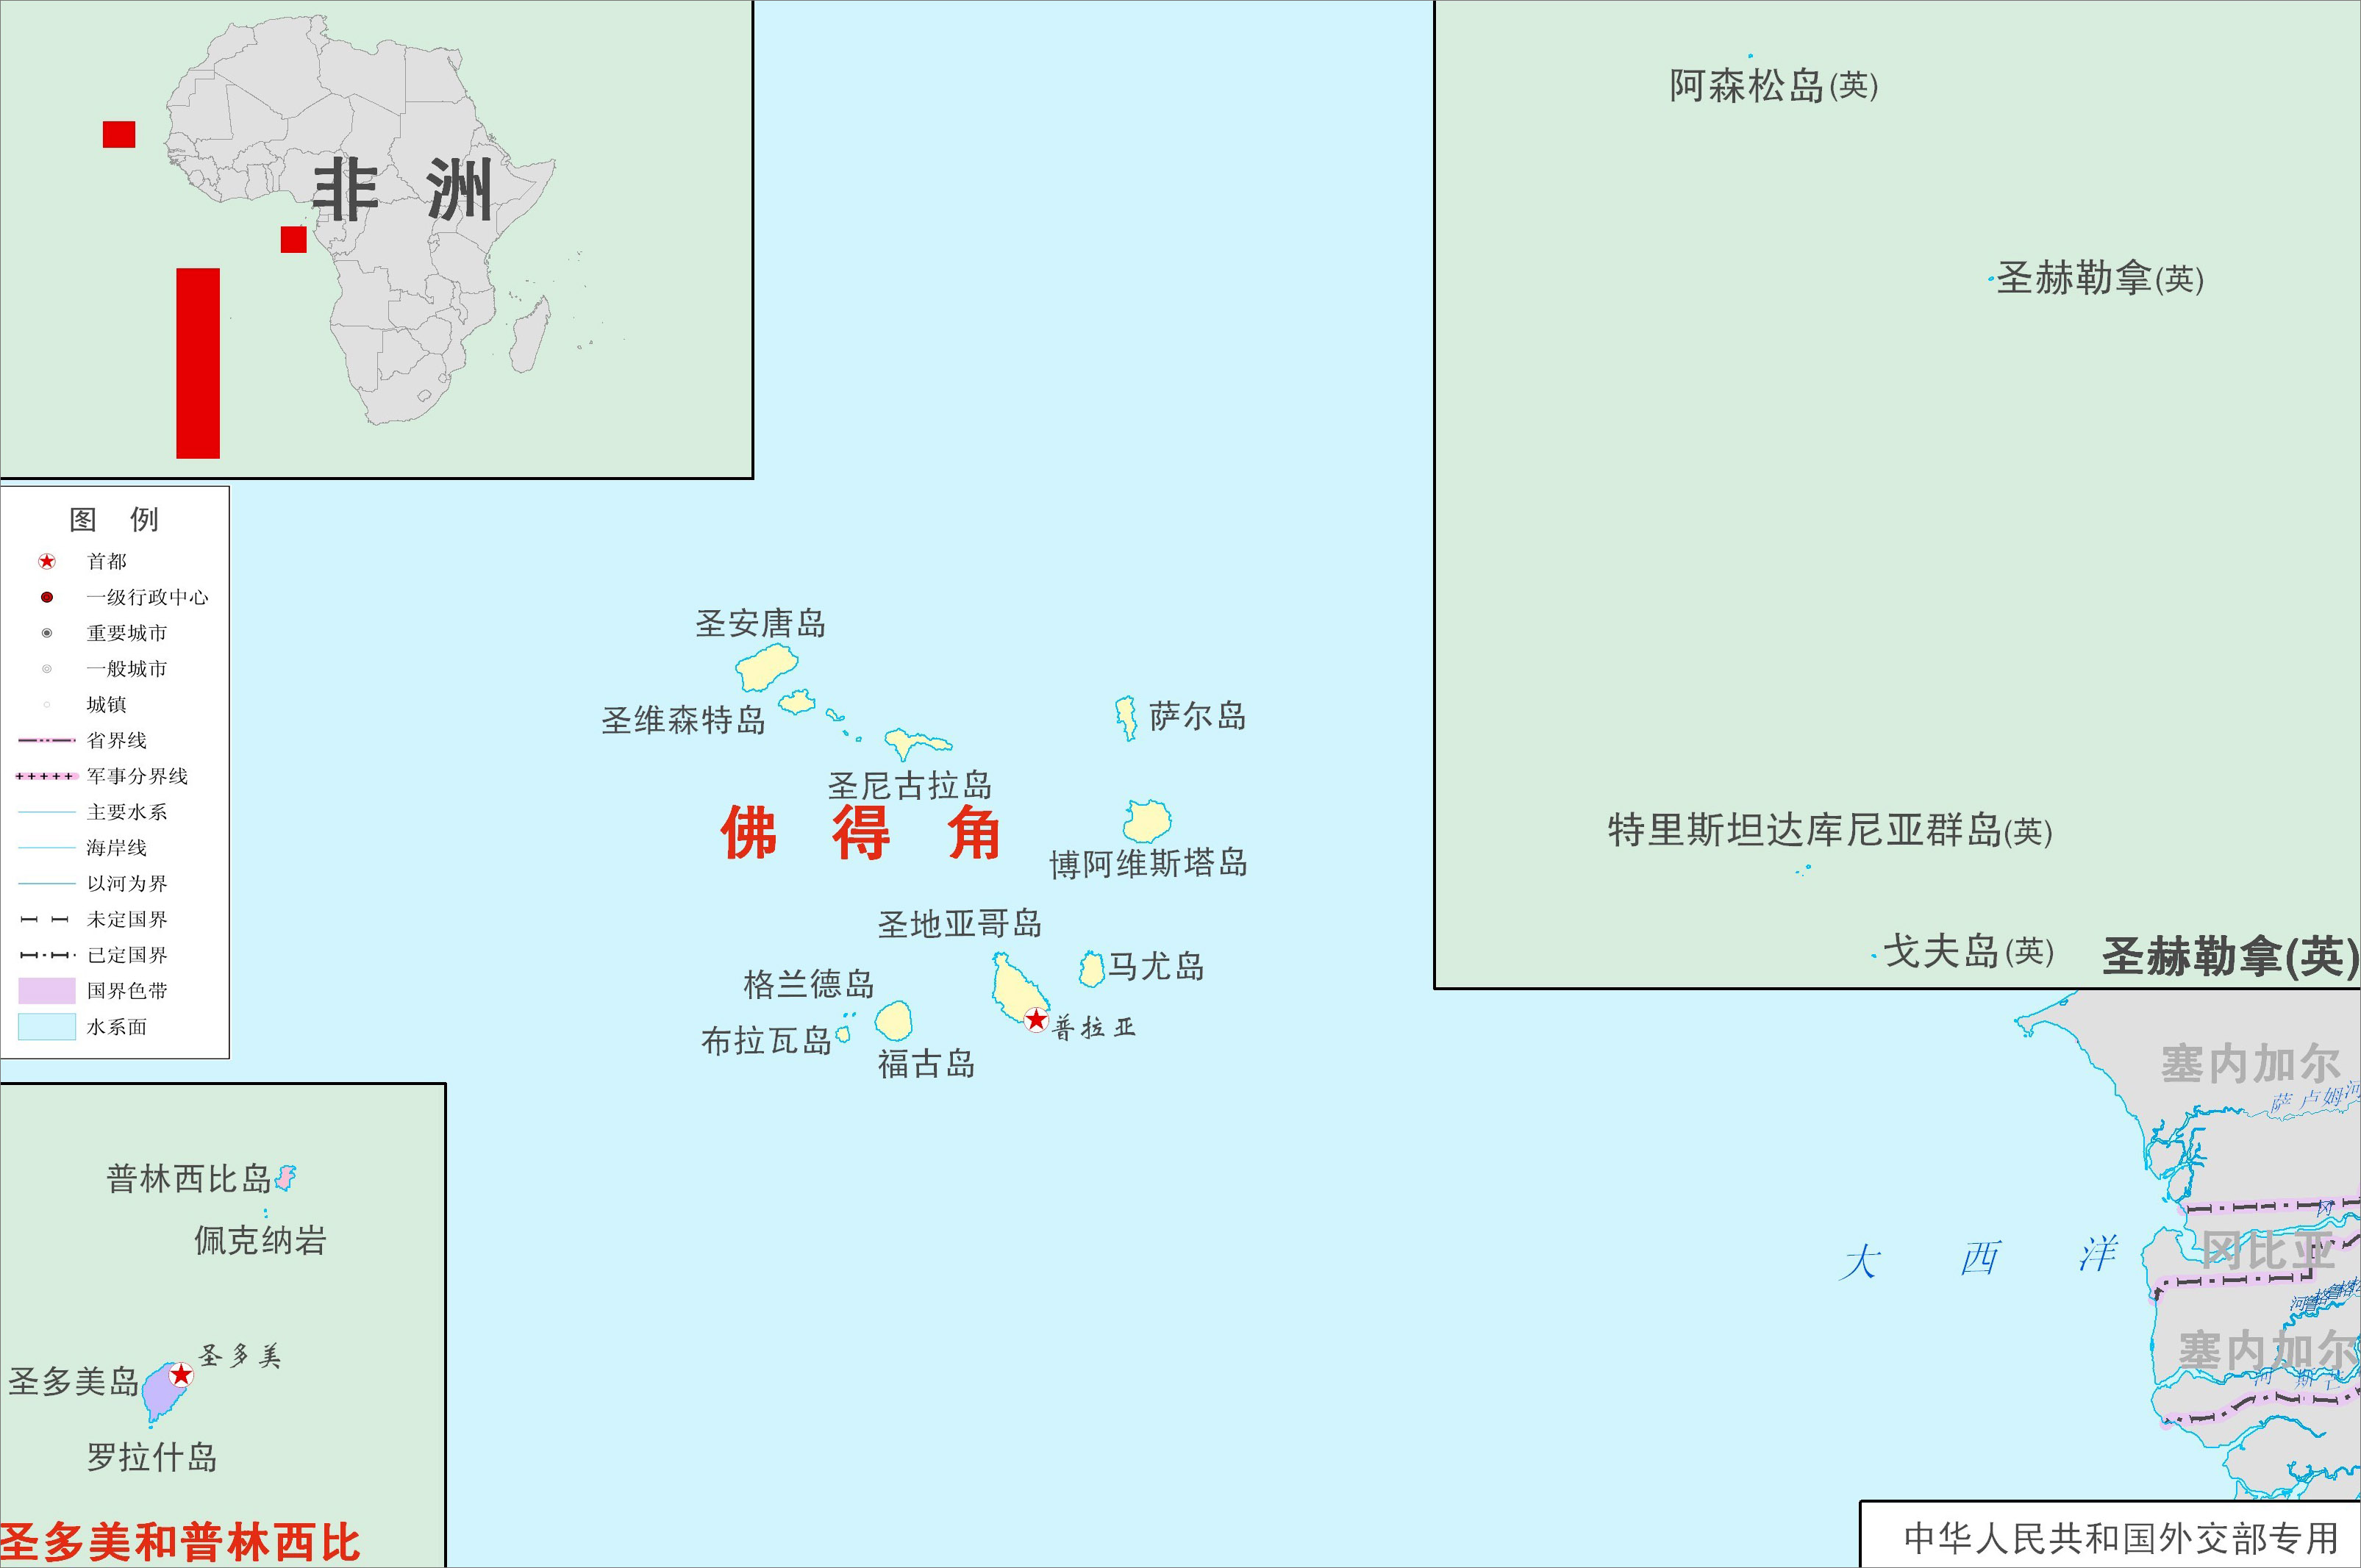 非 洲
阿森松岛(英)
圣赫勒拿(英)
特里斯坦达库尼亚群岛(英)
戈夫岛(英)
圣赫勒拿(英)
图 例
首都
一级行政中心
重要城市
一般城市
城镇
省界线
军事分界线
主要水系
海岸线
以河为界
未定国界
已定国界
国界色带
水系面
圣安唐岛
圣维森特岛
萨尔岛
圣尼古拉岛
佛 得 角
博阿维斯塔岛
圣地亚哥岛
马尤岛
格兰德岛
布拉瓦岛
普拉亚
福古岛
塞内加尔
萨卢姆河
冈
冈比亚
大 西 洋
塞内加尔
普林西比岛
佩克纳岩
圣多美
圣多美岛
罗拉什岛
圣多美和普林西比
中华人民共和国外交部专用